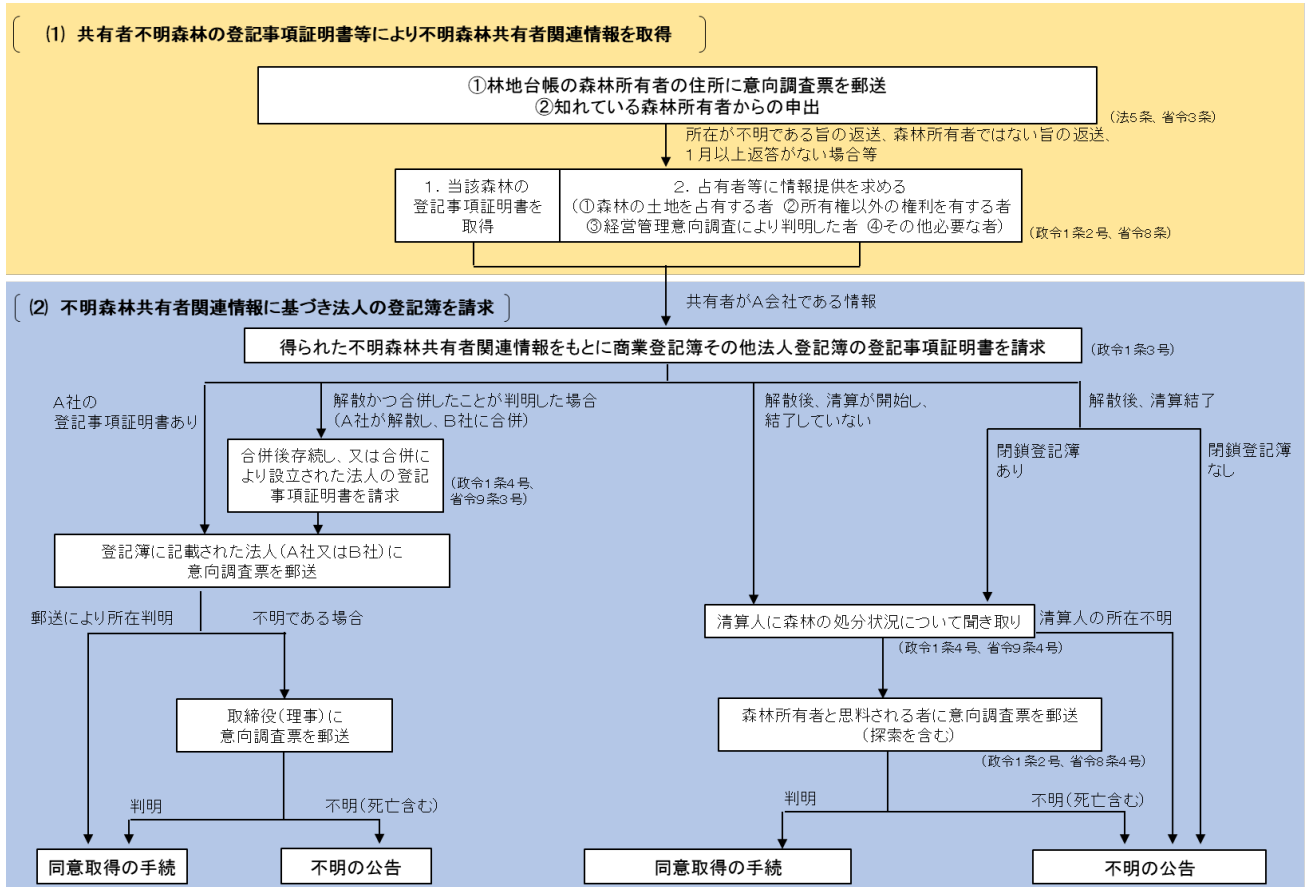 (1) 共有者不明森林の登記事項証明書等により不明森林共有者関連情報を取得
①林地台帳の森林所有者の住所に意向調査票を郵送
②知れている森林所有者からの申出
(法5条、省令3条)
所在が不明である旨の返送、森林所有者ではない旨の返送、
1月以上返答がない場合等
1. 当該森林の
登記事項証明書を
取得
2. 占有者等に情報提供を求める
(①森林の土地を占有する者 ②所有権以外の権利を有する者
③経営管理意向調査により判明した者 ④その他必要な者)
(政令1条2号、省令8条)
(2) 不明森林共有者関連情報に基づき法人の登記簿を請求
共有者がA会社である情報
得られた不明森林共有者関連情報をもとに商業登記簿その他法人登記簿の登記事項証明書を請求
(政令1条3号)
A社の
登記事項証明書あり
解散かつ合併したことが判明した場合
(A社が解散し、B社に合併)
解散後、清算が開始し、
結了していない
解散後、清算結了
合併後存続し、又は合併に
より設立された法人の登記
事項証明書を請求
(政令1条4号、
省令9条3号)
閉鎖登記簿
あり
閉鎖登記簿
なし
登記簿に記載された法人(A社又はB社)に
意向調査票を郵送
郵送により所在判明
不明である場合
清算人に森林の処分状況について聞き取り
清算人の所在不明
(政令1条4号、省令9条4号)
取締役(理事)に
意向調査票を郵送
森林所有者と思料される者に意向調査票を郵送
(探索を含む)
(政令1条2号、省令8条4号)
判明
不明(死亡含む)
判明
不明(死亡含む)
同意取得の手続
不明の公告
同意取得の手続
不明の公告